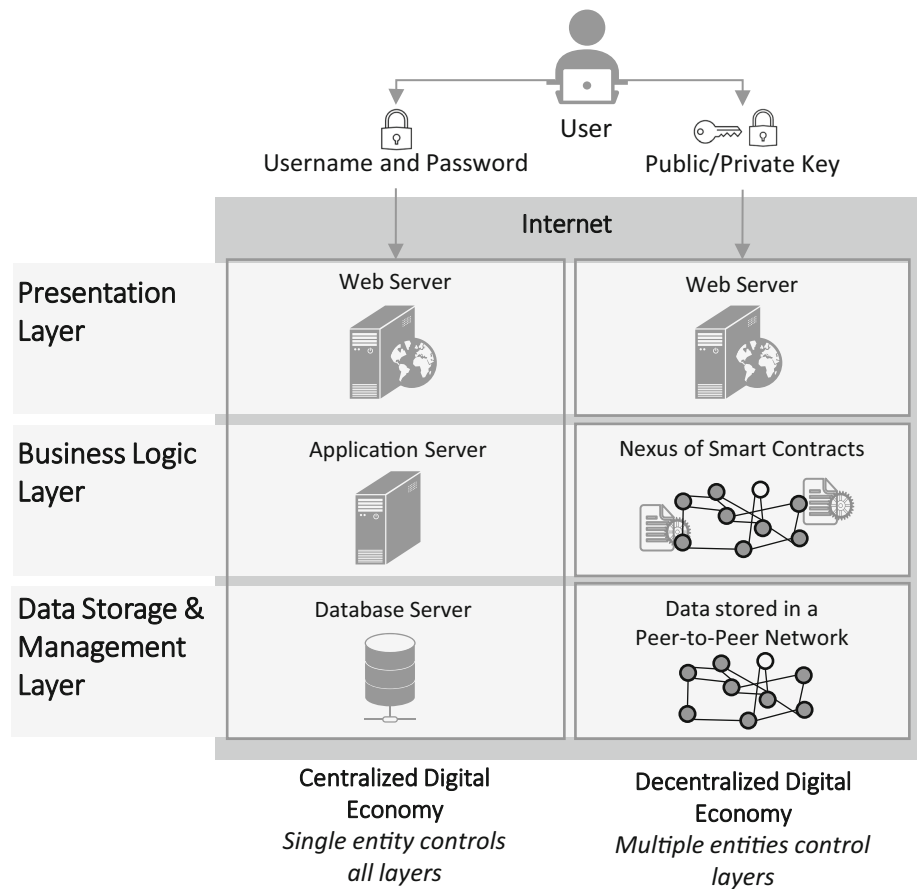 User
Username and Password
Public/Private Key
Internet
Presentation
Layer
Web Server
Web Server
Business Logic
Layer
Application Server
Nexus of Smart Contracts
Data Storage &
Management
Layer
Database Server
Data stored in a
Peer-to-Peer Network
Centralized Digital
Economy
Single entity controls
all layers
Decentralized Digital
Economy
Multiple entities control
layers